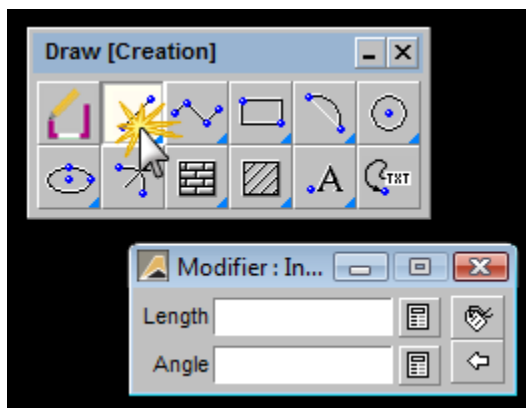 Draw [Creation]
.A
TXT
Modifier : In...
Length
Angle